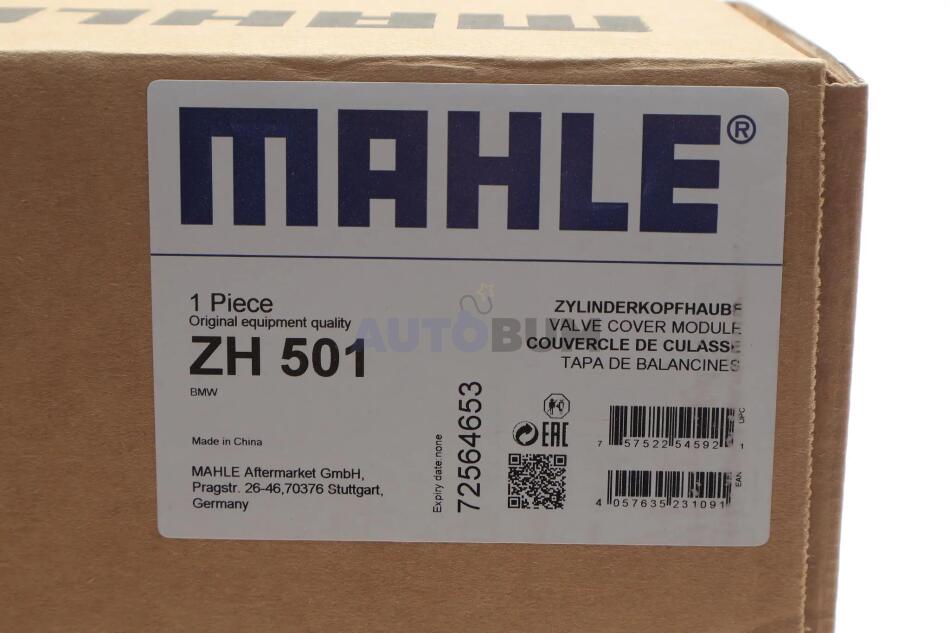 MAHLE
MAHLE®
1 Piece
Original equipment quality
ZH 501
BMW
ZYLINDERKOPFHAUBE
VALVE COVER MODULE
COUVERCLE DE CULASSE
TAPA DE BALANCINES
AUTOBUM
Made in China
MAHLE Aftermarket GmbH,
Pragstr. 26-46,70376 Stuttgart,
Germany
Expiry date:none
72564653
EAC
UPC
7 57522 54592 1
EAN
4 057635 231091